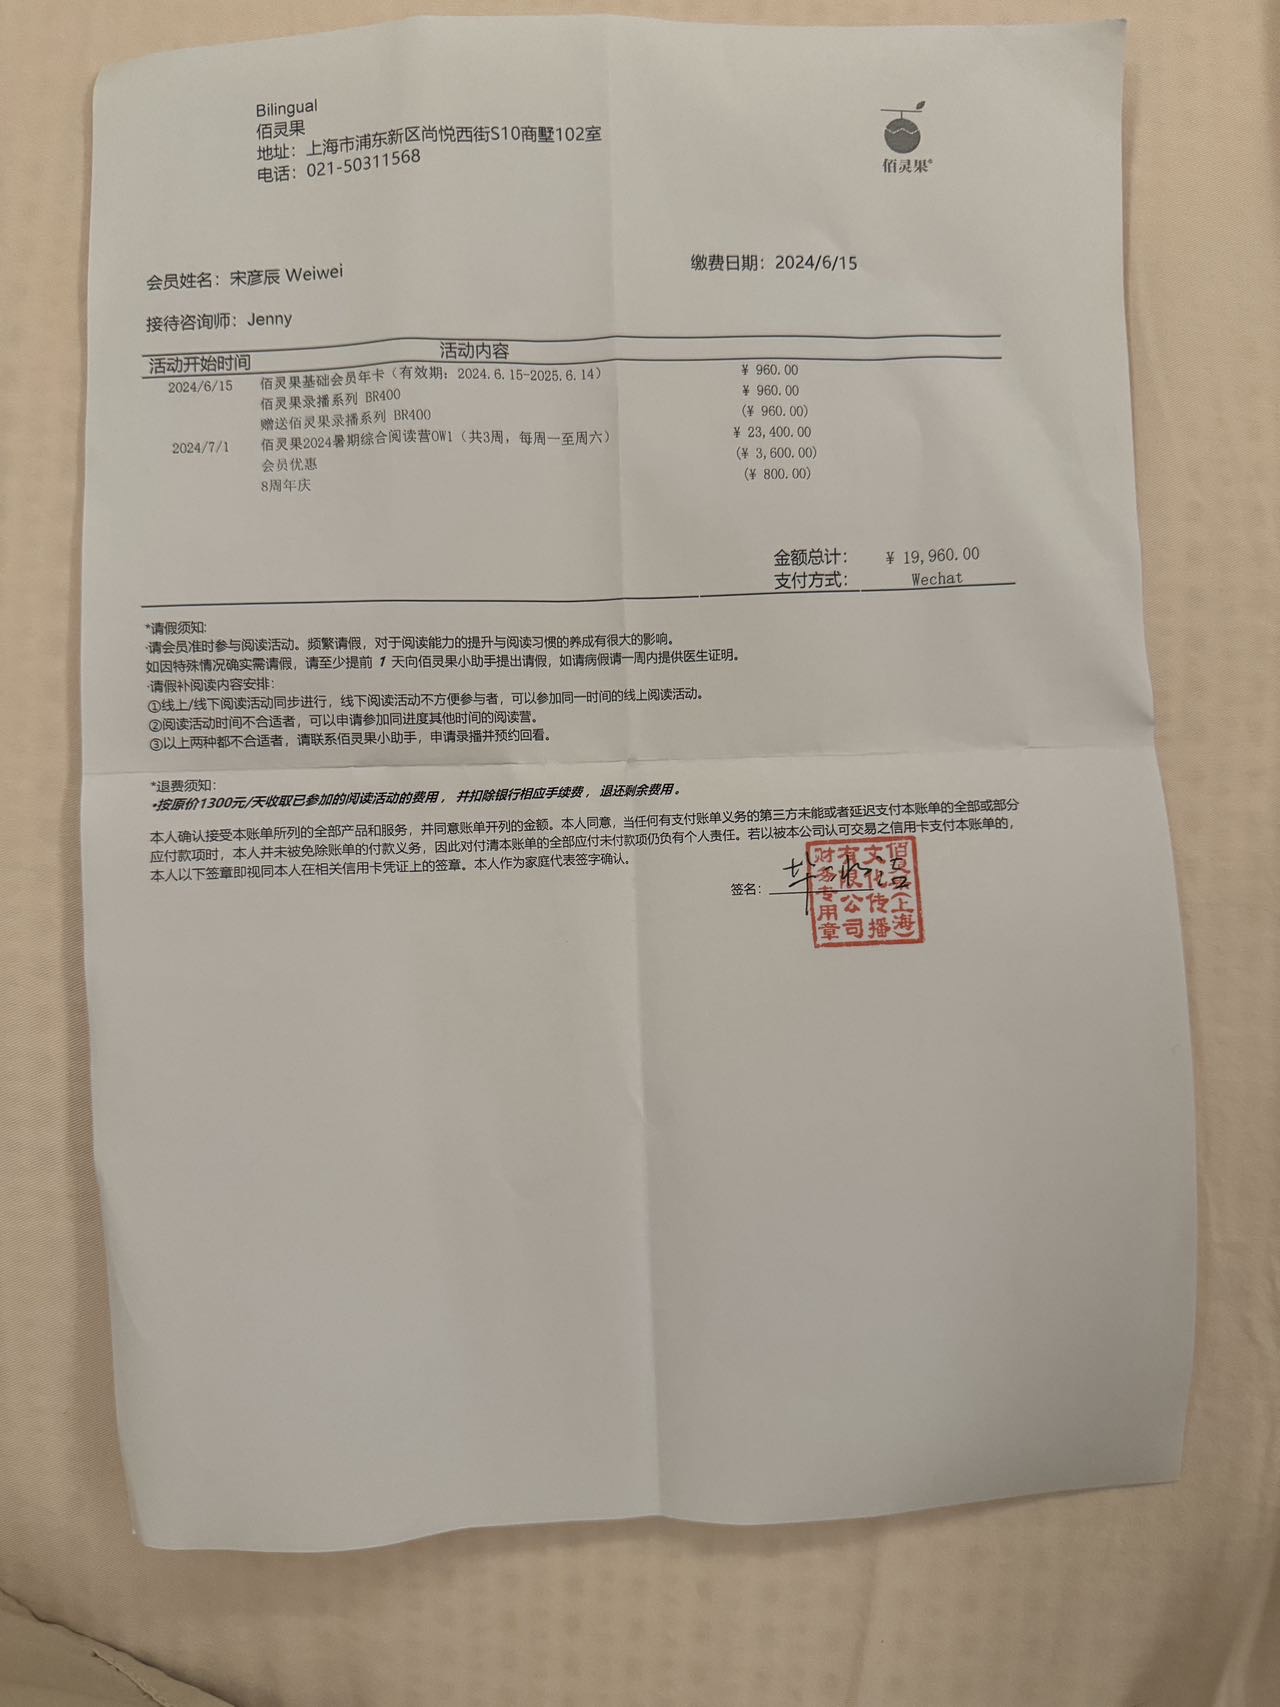 Bilingual
佰灵果
地址：上海市浦东新区尚悦西街S10商墅102室
电话：021-50311568
佰灵果®
会员姓名：宋彦辰 Weiwei
缴费日期：2024/6/15
接待咨询师：Jenny
活动开始时间 活动内容
2024/6/15 佰灵果基础会员年卡（有效期：2024.6.15-2025.6.14） ¥ 960.00
佰灵果录播系列 BR400 ¥ 960.00
赠送佰灵果录播系列 BR400 (¥ 960.00)
2024/7/1 佰灵果2024暑期综合阅读营OW1（共3周，每周一至周六） ¥ 23,400.00
会员优惠 (¥ 3,600.00)
8周年庆 (¥ 800.00)
金额总计： ¥ 19,960.00
支付方式： Wechat
*请假须知:
·请会员准时参与阅读活动。频繁请假，对于阅读能力的提升与阅读习惯的养成有很大的影响。
如因特殊情况确实需请假，请至少提前 1 天向佰灵果小助手提出请假，如请病假请一周内提供医生证明。
·请假补阅读内容安排：
①线上/线下阅读活动同步进行，线下阅读活动不方便参与者，可以参加同一时间的线上阅读活动。
②阅读活动时间不合适者，可以申请参加同进度其他时间的阅读营。
③以上两种都不合适者，请联系佰灵果小助手，申请录播并预约回看。
*退费须知：
•按原价1300元/天收取已参加的阅读活动的费用，并扣除银行相应手续费，退还剩余费用。
本人确认接受本账单所列的全部产品和服务，并同意账单开列的金额。本人同意，当任何有支付账单义务的第三方未能或者延迟支付本账单的全部或部分
应付款项时，本人并未被免除账单的付款义务，因此对付清本账单的全部应付未付款项仍负有个人责任。若以被本公司认可交易之信用卡支付本账单的，
本人以下签章即视同本人在相关信用卡凭证上的签章。本人作为家庭代表签字确认。
签名：
佰灵果(上海)
文化传播
有限公司
财务专用章